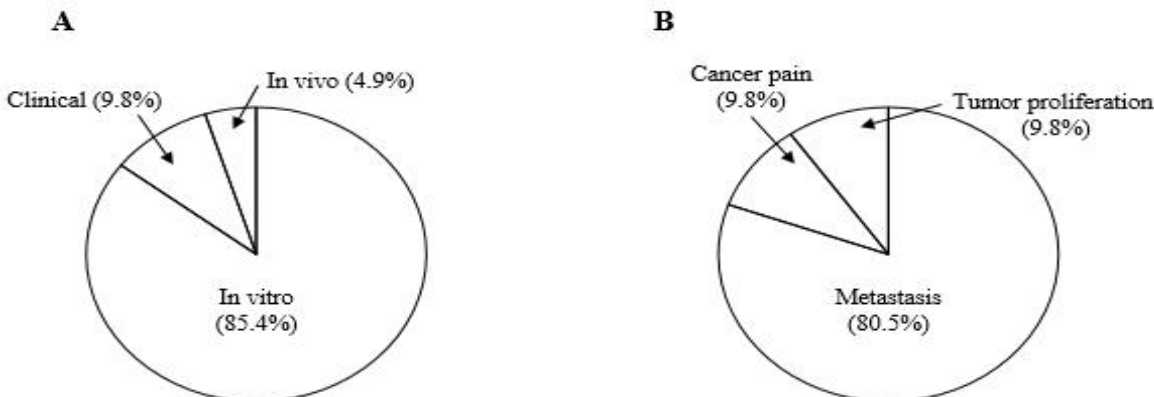 A
In vivo (4.9%)
Clinical (9.8%)
In vitro
(85.4%)
B
Cancer pain
(9.8%)
Tumor proliferation
(9.8%)
Metastasis
(80.5%)